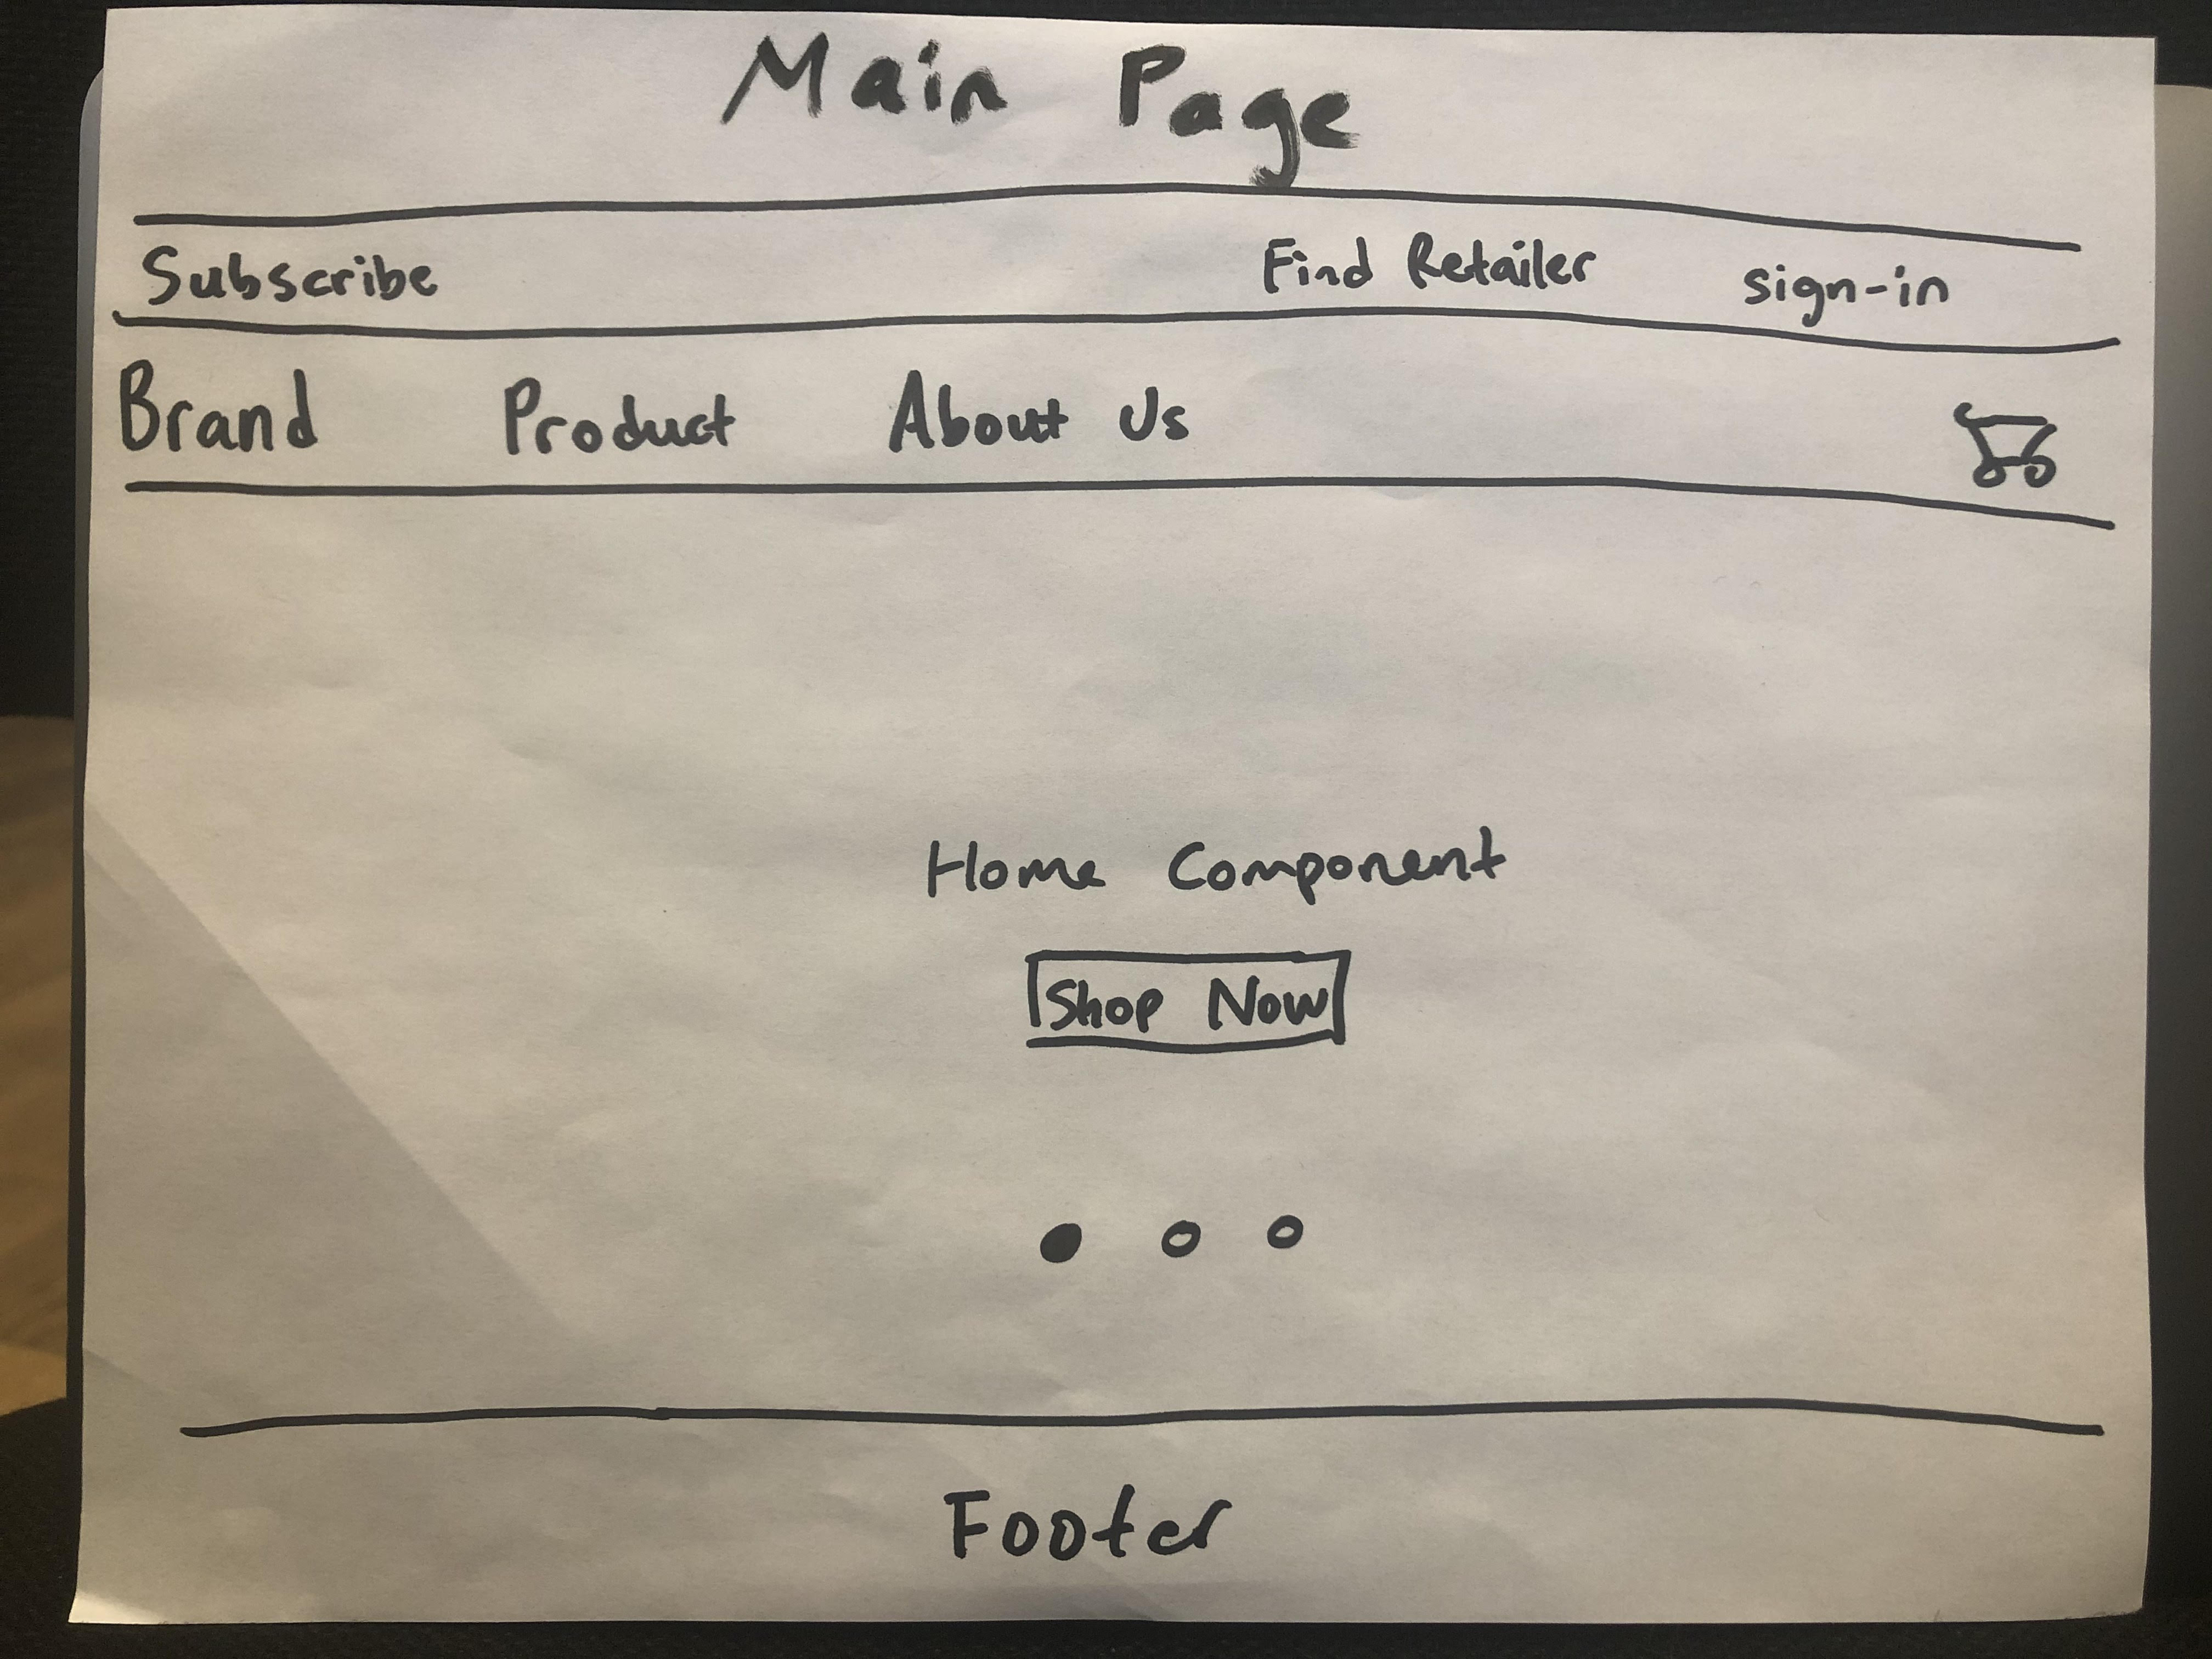 Main Page
Subscribe Find Retailer sign-in
Brand Product About Us
Home Component
Shop Now
Footer